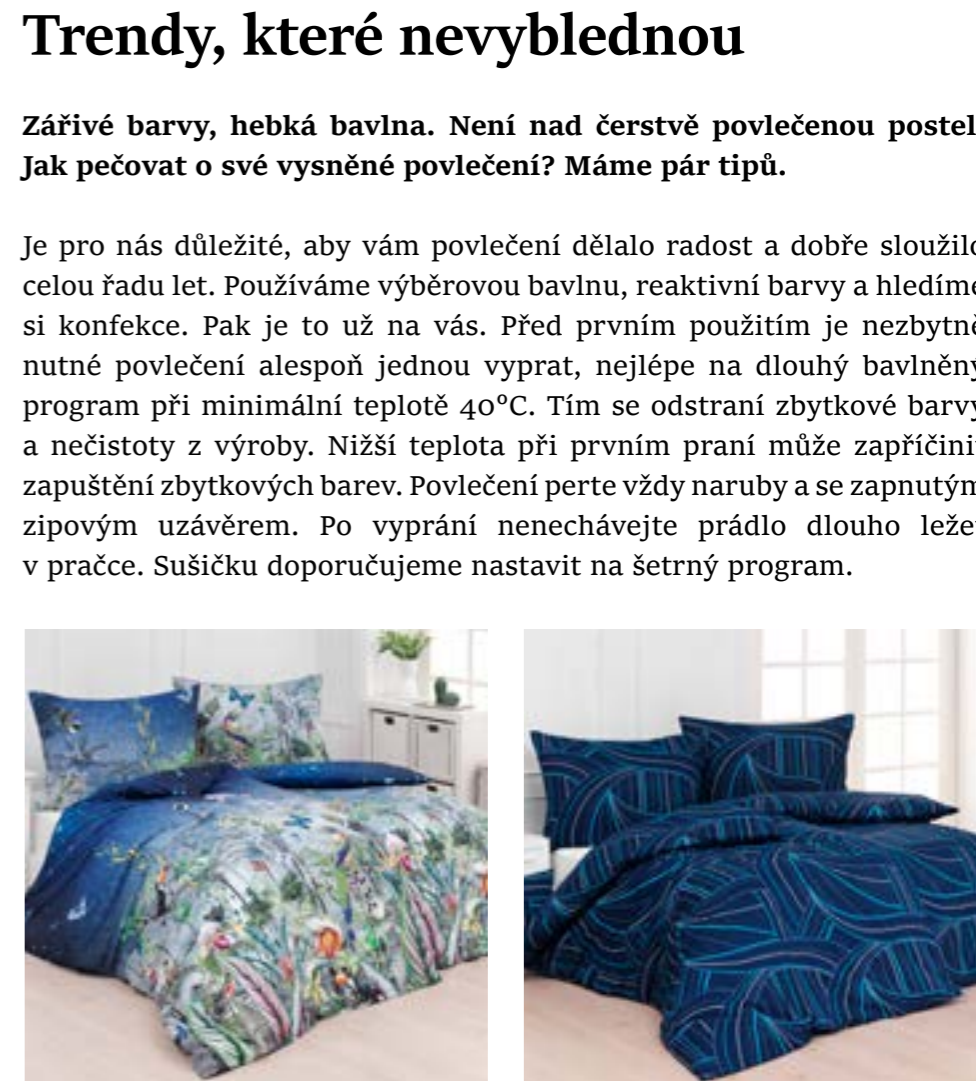 Trendy, které nevyblednou
Zářivé barvy, hebká bavlna. Není nad čerstvě povlečenou postel
Jak pečovat o své vysněné povlečení? Máme pár tipů.
Je pro nás důležité, aby vám povlečení dělalo radost a dobře sloužilo
celou řadu let. Používáme výběrovou bavlnu, reaktivní barvy a hledíme
si konfekce. Pak je to už na vás. Před prvním použitím je nezbytně
nutné povlečení alespoň jednou vyprat, nejlépe na dlouhý bavlněný
program při minimální teplotě 40°C. Tím se odstraní zbytkové barvy
a nečistoty z výroby. Nižší teplota při prvním praní může zapříčinit
zapuštění zbytkových barev. Povlečení perte vždy naruby a se zapnutým
zipovým uzávěrem. Po vyprání nenechávejte prádlo dlouho ležet
v pračce. Sušičku doporučujeme nastavit na šetrný program.